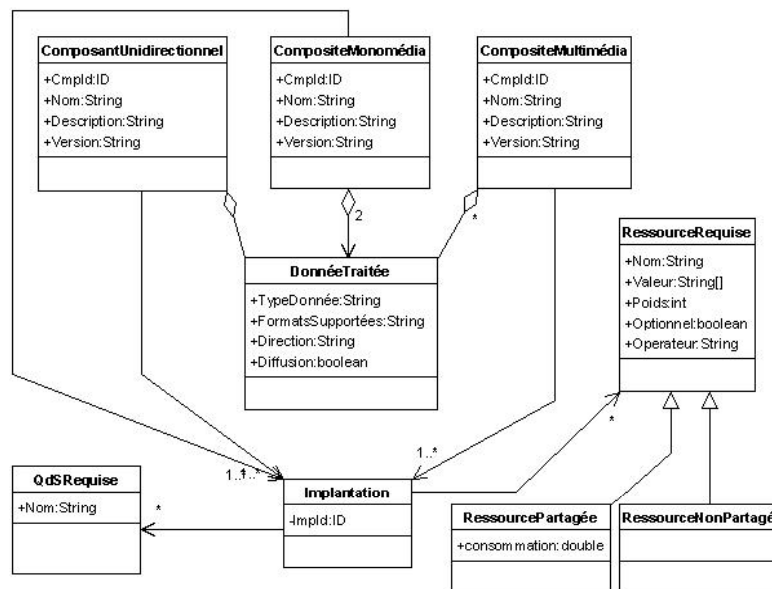 ComposantUnidirectionnel
+CmpId:ID
+Nom:String
+Description:String
+Version:String
CompositeMonomédia
+CmpId:ID
+Nom:String
+Description:String
+Version:String
CompositeMultimédia
+CmpId:ID
+Nom:String
+Description:String
+Version:String
2
*
DonnéeTraitée
+TypeDonnée:String
+FormatsSupportées:String
+Direction:String
+Diffusion:boolean
RessourceRequise
+Nom:String
+Valeur:String[]
+Poids:int
+Optionnel:boolean
+Operateur:String
*
1..*
QdSRequise
+Nom:String
*
Implantation
-ImpId:ID
RessourcePartagée
+consommation:double
RessourceNonPartagé